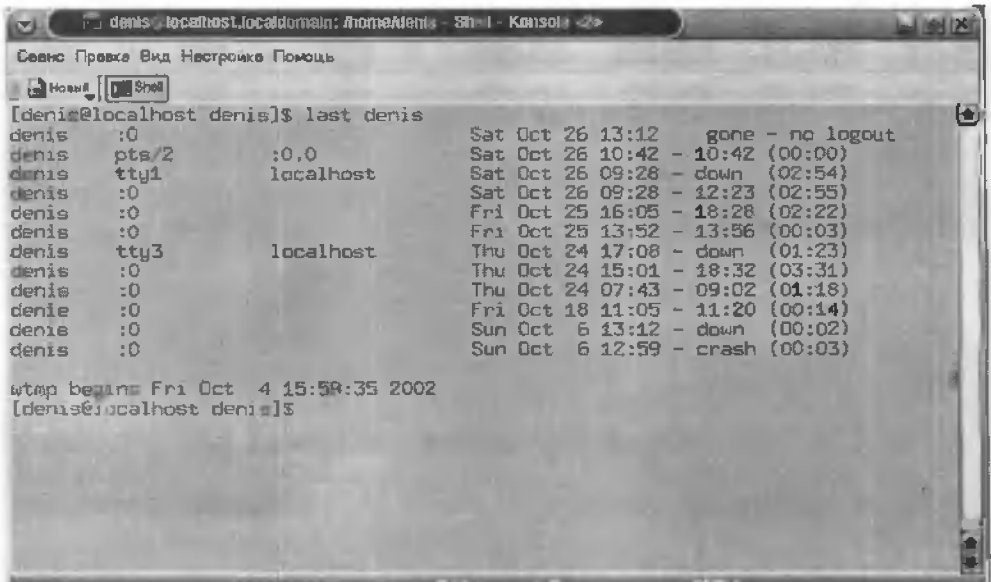 denis@localhost.localdomain: /home/denis - Shell - Konsole <2>
Сеанс Правка Вид Настройка Помощь
Новый Shell
[denis@localhost denis]$ last denis
denis :0 Sat Oct 26 13:12 gone - no logout
denis pts/2 :0.0 Sat Oct 26 10:42 - 10:42 (00:00)
denis tty1 localhost Sat Oct 26 09:28 - down (02:54)
denis :0 Sat Oct 26 09:28 - 12:23 (02:55)
denis :0 Fri Oct 25 16:05 - 18:28 (02:22)
denis :0 Fri Oct 25 13:52 - 13:56 (00:03)
denis tty3 localhost Thu Oct 24 17:08 - down (01:23)
denis :0 Thu Oct 24 15:01 - 18:32 (03:31)
denis :0 Thu Oct 24 07:43 - 09:02 (01:18)
denis :0 Fri Oct 18 11:05 - 11:20 (00:14)
denis :0 Sun Oct 6 13:12 - down (00:02)
denis :0 Sun Oct 6 12:59 - crash (00:03)
wtmp begins Fri Oct 4 15:59:35 2002
[denis@localhost denis]$